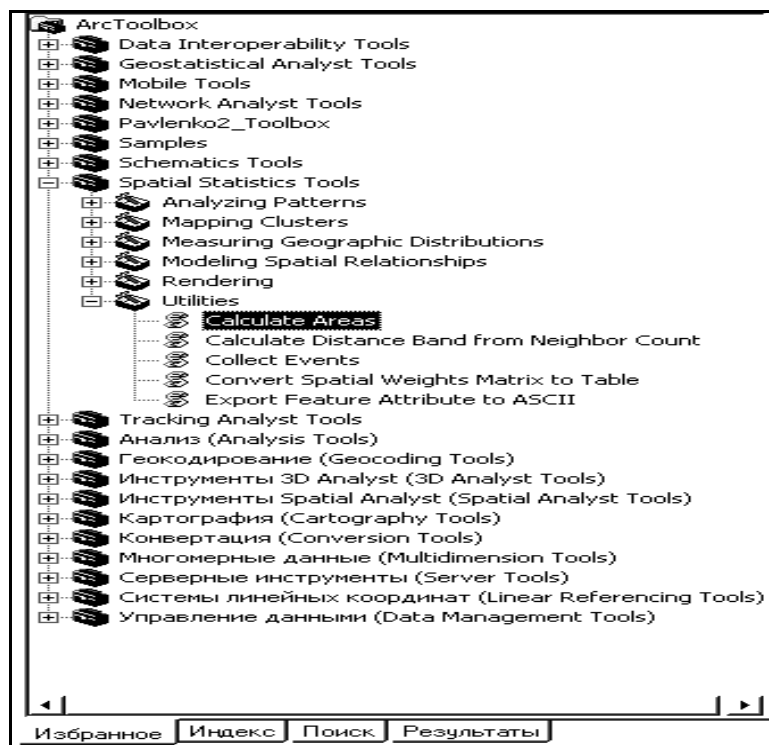 ArcToolbox
Data Interoperability Tools
Geostatistical Analyst Tools
Mobile Tools
Network Analyst Tools
Pavlenko2_Toolbox
Samples
Schematics Tools
Spatial Statistics Tools
Analyzing Patterns
Mapping Clusters
Measuring Geographic Distributions
Modeling Spatial Relationships
Rendering
Utilities
Calculate Areas
Calculate Distance Band from Neighbor Count
Collect Events
Convert Spatial Weights Matrix to Table
Export Feature Attribute to ASCII
Tracking Analyst Tools
Анализ (Analysis Tools)
Геокодирование (Geocoding Tools)
Инструменты 3D Analyst (3D Analyst Tools)
Инструменты Spatial Analyst (Spatial Analyst Tools)
Картография (Cartography Tools)
Конвертация (Conversion Tools)
Многомерные данные (Multidimension Tools)
Серверные инструменты (Server Tools)
Системы линейных координат (Linear Referencing Tools)
Управление данными (Data Management Tools)
Избранное Индекс Поиск Результаты